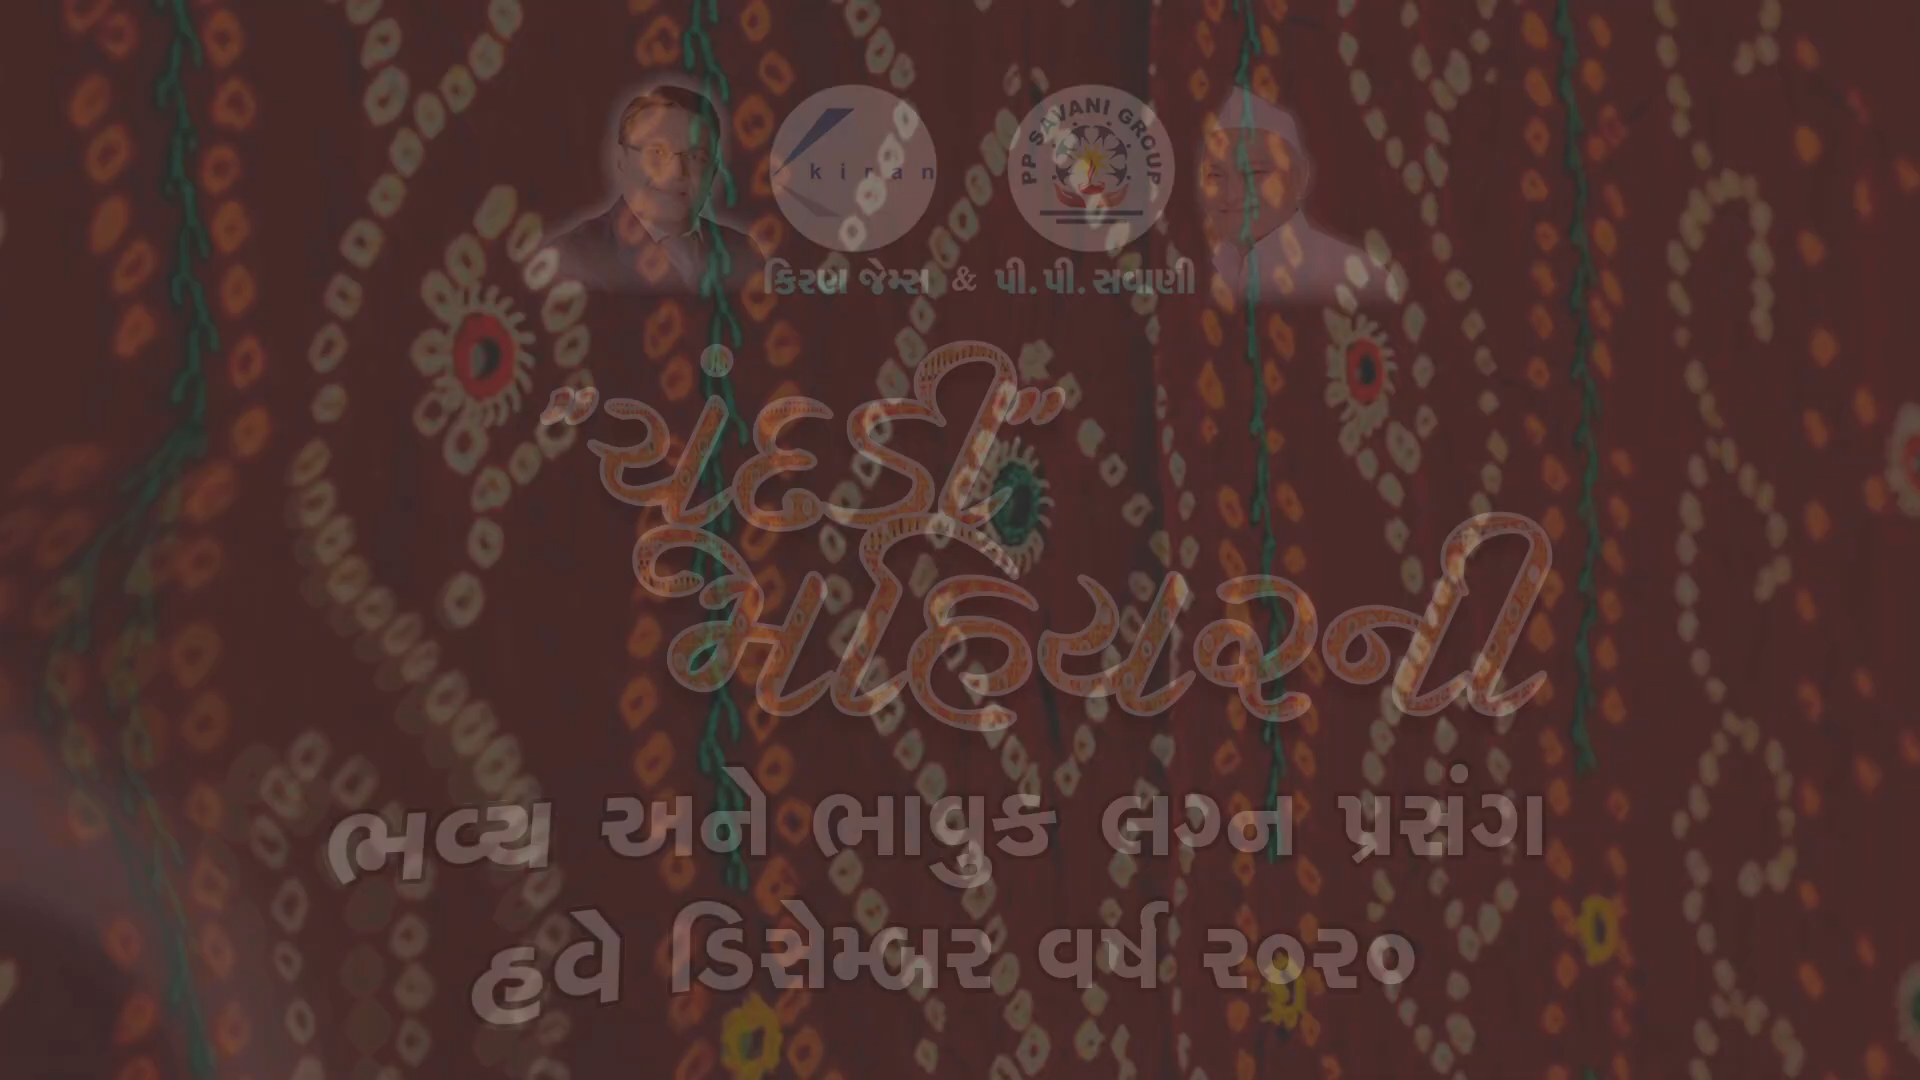 kiran
PP SAVANI GROUP
કિરણ જેમ્સ & પી.પી.સવાણી
“ચુંદડી”
મહિયરની
ભવ્ય અને ભાવુક લગ્ન પ્રસંગ
હવે ડિસેમ્બર વર્ષ ૨૦૨૦